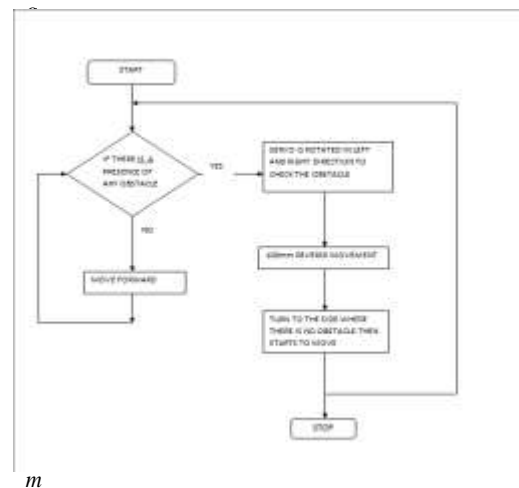 START
IF THERE IS A
PRESENCE OF
ANY OBSTACLE
YES
SERVO IS ROTATED IN LEFT
AND RIGHT DIRECTION TO
CHECK THE OBSTACLE
MOVE FORWARD
REVERSE MOVEMENT
TURN TO THE SIDE WHERE
THERE IS NO OBSTACLE THEN
STARTS TO MOVE
STOP
m